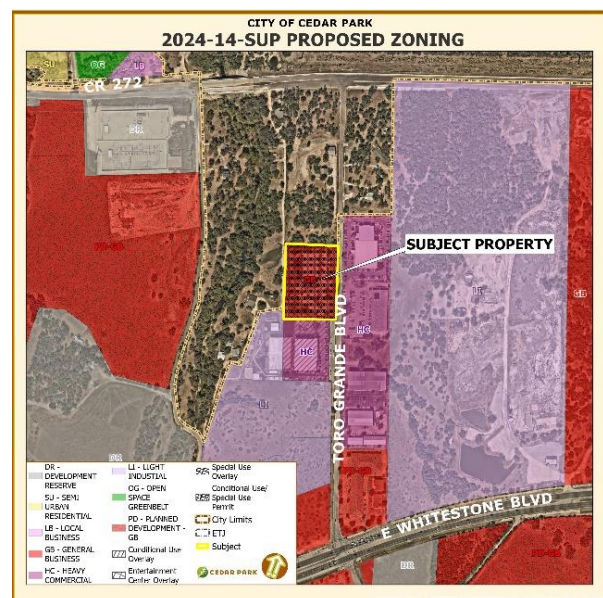 CITY OF CEDAR PARK
2024-14-SUP PROPOSED ZONING
SU
OG
LB
CR 272
DR
SUBJECT PROPERTY
TORO GRANDE BLVD
HC
HC
LI
LI
GB
DR
E WHITESTONE BLVD
DR
DR -
DEVELOPMENT
RESERVE
SU - SEMI
URBAN
RESIDENTIAL
LB - LOCAL
BUSINESS
GB - GENERAL
BUSINESS
HC - HEAVY
COMMERCIAL
LI - LIGHT
INDUSTIAL
OG - OPEN
SPACE
GREENBELT
PD - PLANNED
DEVELOPMENT -
GB
Conditional Use
Overlay
Entertainment
Center Overlay
Special Use
Overlay
Conditional Use/
Special Use
Permit
City Limits
ETJ
Subject
CEDAR PARK